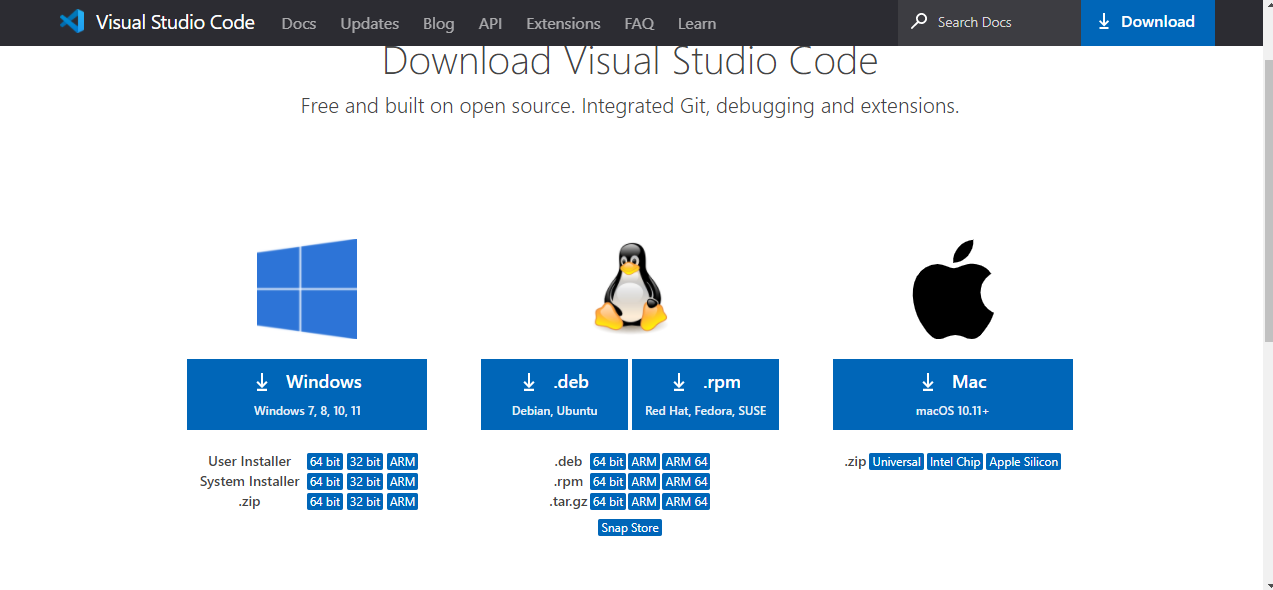 Visual Studio Code Docs Updates Blog API Extensions FAQ Learn Search Docs Download
Download Visual Studio Code
Free and built on open source. Integrated Git, debugging and extensions.
Windows
Windows 7, 8, 10, 11
User Installer 64 bit 32 bit ARM
System Installer 64 bit 32 bit ARM
.zip 64 bit 32 bit ARM
.deb
Debian, Ubuntu
.rpm
Red Hat, Fedora, SUSE
.deb 64 bit ARM ARM 64
.rpm 64 bit ARM ARM 64
.tar.gz 64 bit ARM ARM 64
Snap Store
Mac
macOS 10.11+
.zip Universal Intel Chip Apple Silicon